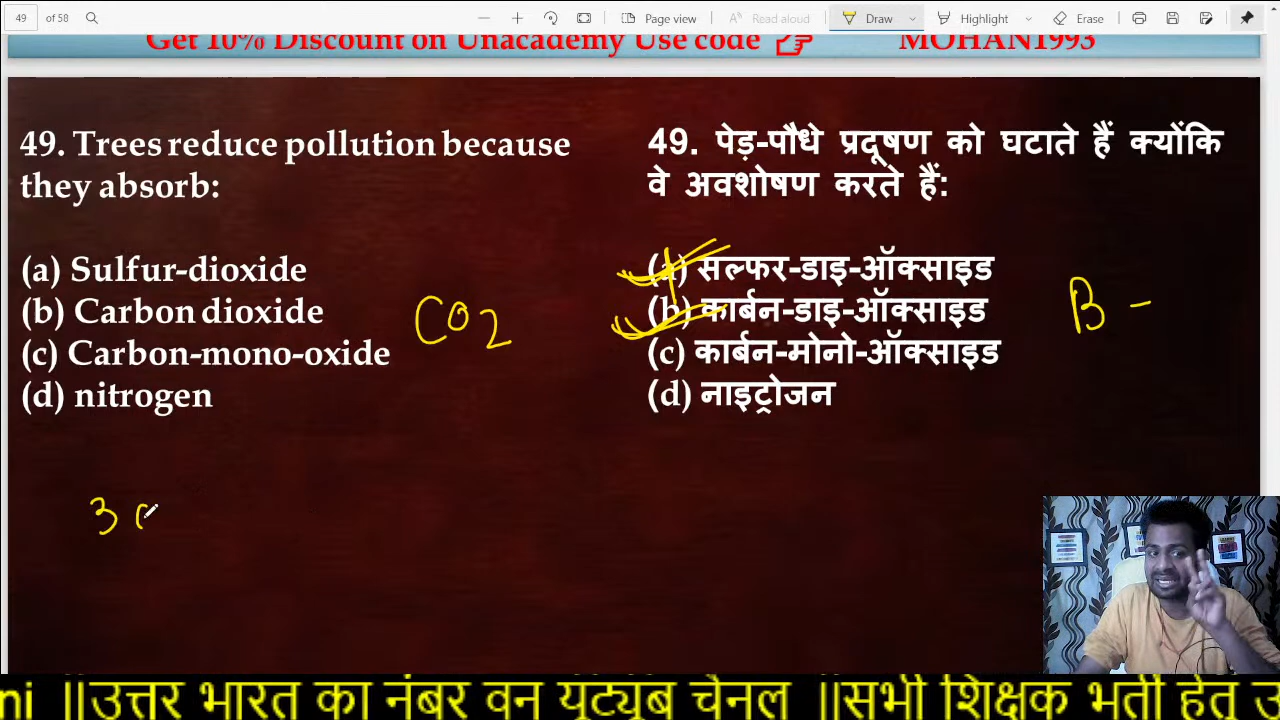 49 of 58 Page view Read aloud Draw Highlight Erase
Get 10% Discount on Unacademy Use code MOHANI1993
49. Trees reduce pollution because
they absorb:
(a) Sulfur-dioxide
(b) Carbon dioxide
(c) Carbon-mono-oxide
(d) nitrogen
CO2
49. पेड़-पौधे प्रदूषण को घटाते हैं क्योंकि
वे अवशोषण करते हैं:
(a) सल्फर-डाइ-ऑक्साइड
(b) कार्बन-डाइ-ऑक्साइड
(c) कार्बन-मोनो-ऑक्साइड
(d) नाइट्रोजन
B -
3
ni ||उत्तर भारत का नंबर वन यूट्यूब चैनल ||सभी शिक्षक भर्ती हेतु उ